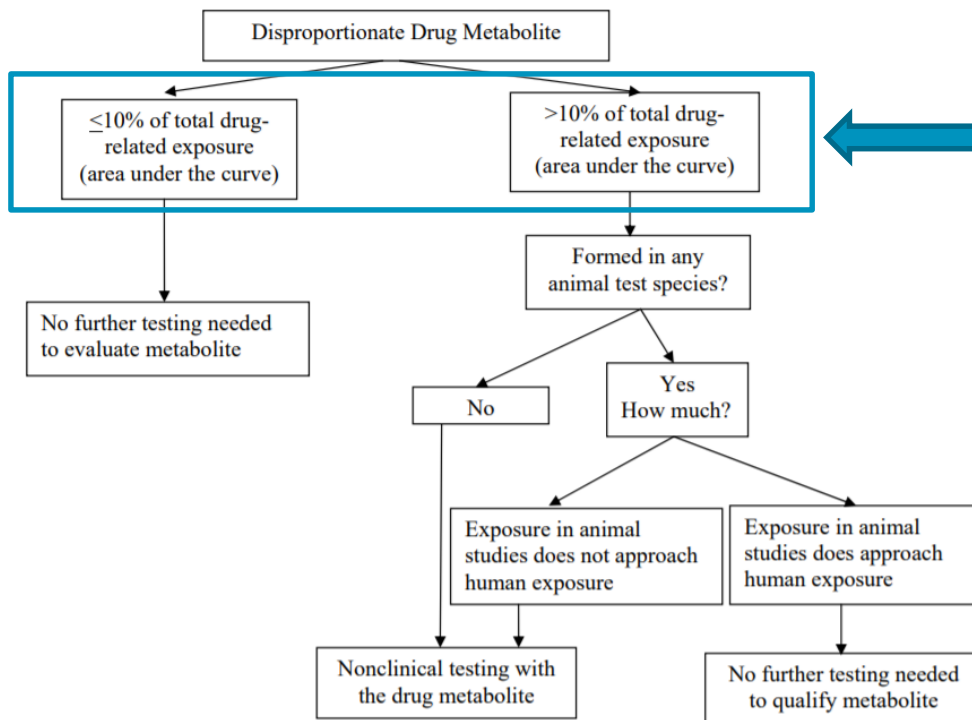 Disproportionate Drug Metabolite
≤10% of total drug-
related exposure
(area under the curve)
>10% of total drug-
related exposure
(area under the curve)
Formed in any
animal test species?
No further testing needed
to evaluate metabolite
No
Yes
How much?
Exposure in animal
studies does not approach
human exposure
Exposure in animal
studies does approach
human exposure
Nonclinical testing with
the drug metabolite
No further testing needed
to qualify metabolite